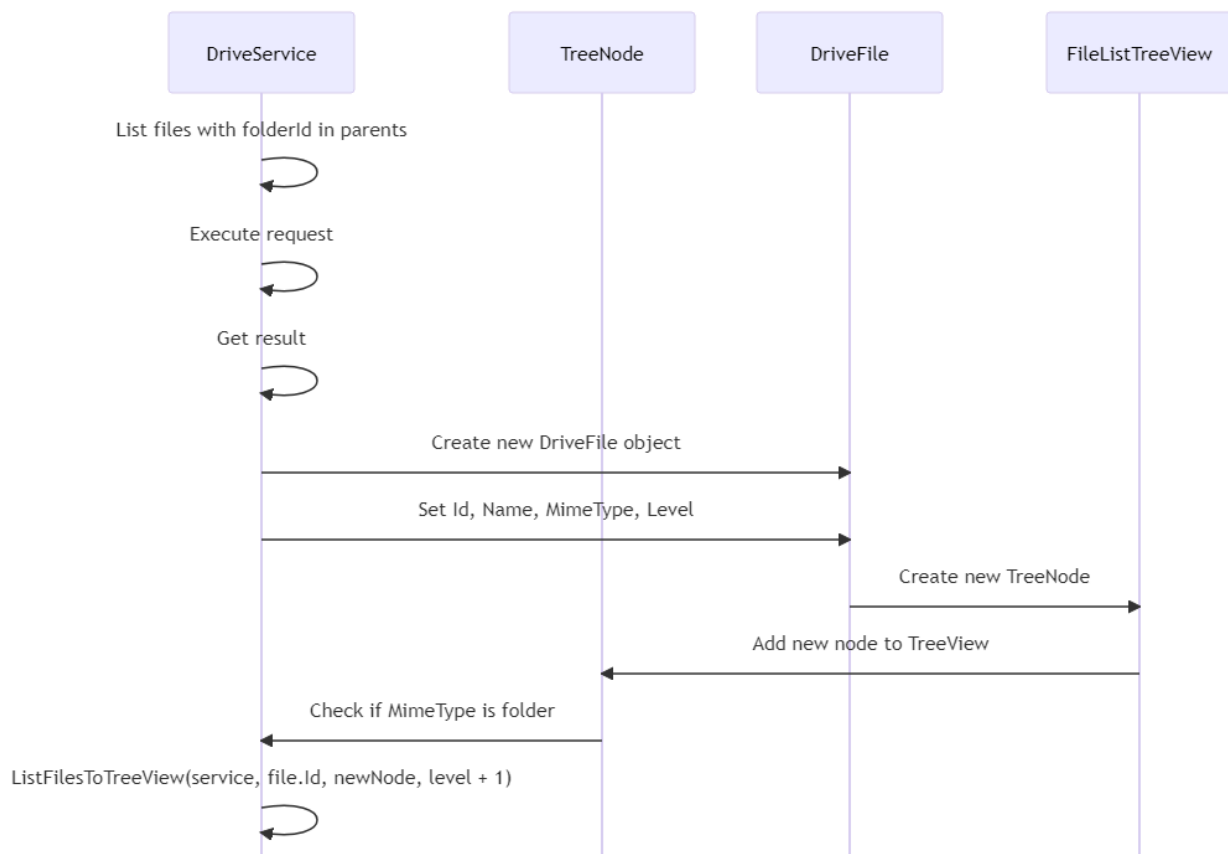 DriveService
TreeNode
DriveFile
FileListTreeView
List files with folderId in parents
Execute request
Get result
Create new DriveFile object
Set Id, Name, MimeType, Level
Create new TreeNode
Add new node to TreeView
Check if MimeType is folder
ListFilesToTreeView(service, file.Id, newNode, level + 1)